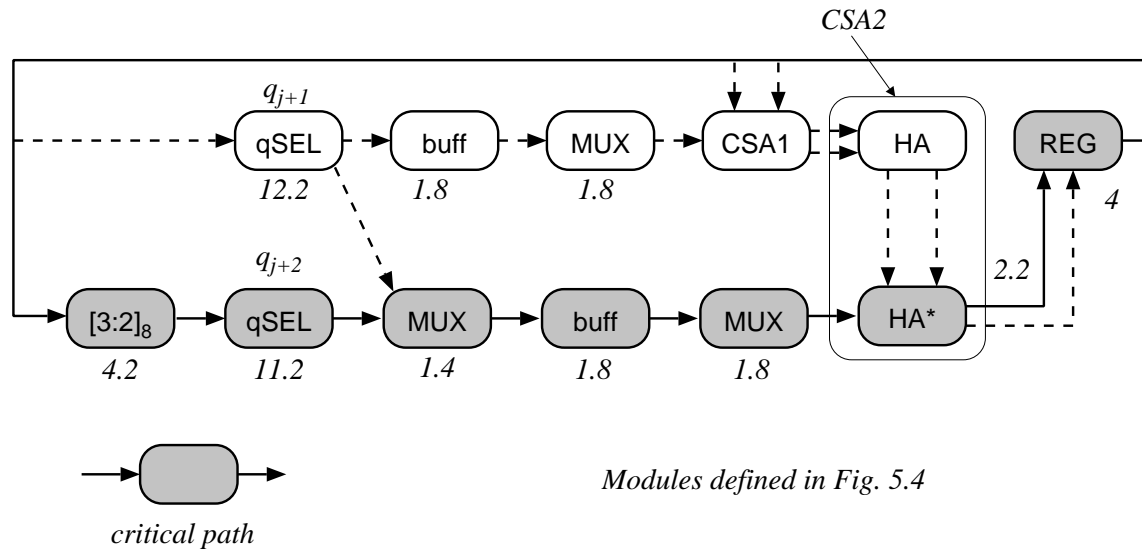 CSA2
q_{j+1}
qSEL buff MUX CSA1 HA REG
12.2 1.8 1.8 4
q_{j+2} 2.2
[3:2]_8 qSEL MUX buff MUX HA*
4.2 11.2 1.4 1.8 1.8
Modules defined in Fig. 5.4
critical path